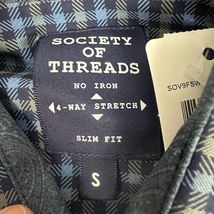 SOCIETY
OF
THREADS
NO IRON
4-WAY STRETCH
SLIM FIT
S